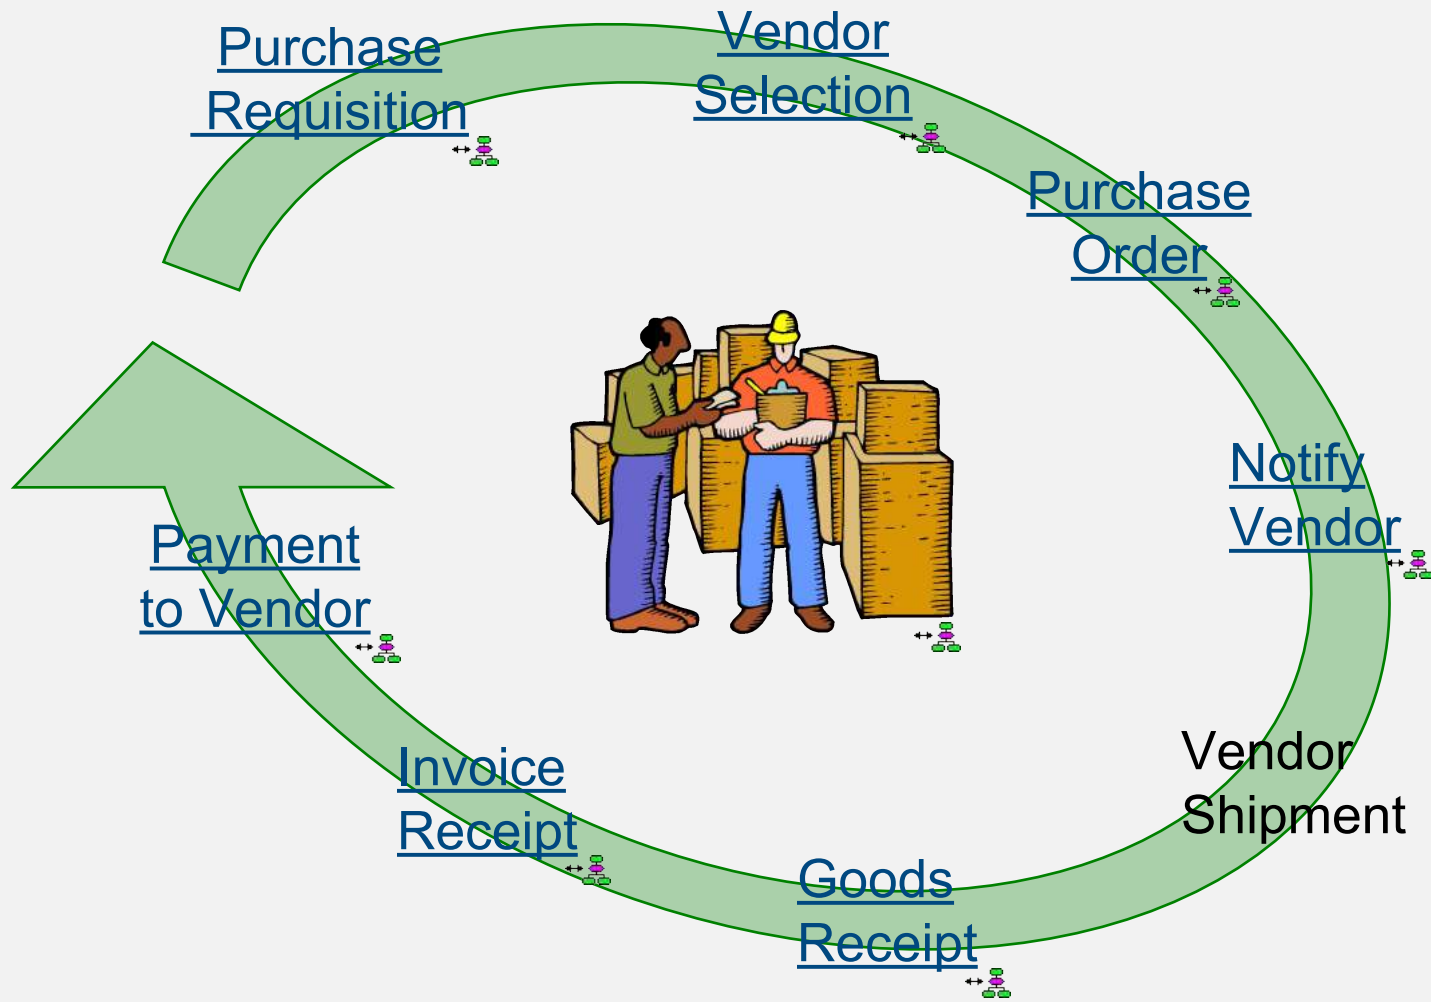 Purchase
Requisition
Vendor
Selection
Purchase
Order
Notify
Vendor
Vendor
Shipment
Goods
Receipt
Invoice
Receipt
Payment
to Vendor